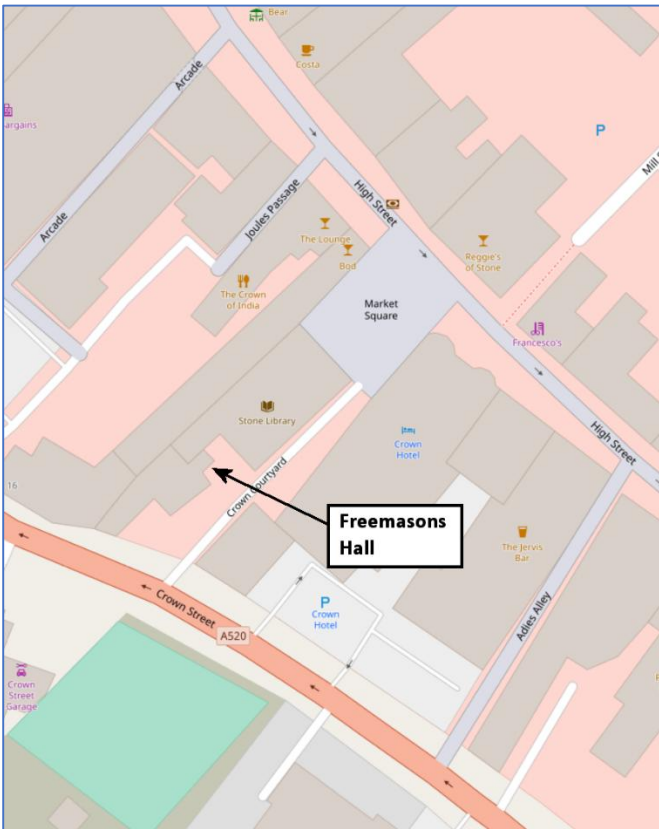 Bear
Costa
Arcade
argains
P
Mill S
Joules Passage
High Street
Arcade
The Lounge
Bod
Reggie's
of Stone
The Crown
of India
Market
Square
Francesco's
Stone Library
Crown
Hotel
High Street
16
Crown Courtyard
Freemasons
Hall
The Jervis
Bar
P
Crown
Hotel
Crown Street
A520
Adies Alley
Crown
Street
Garage